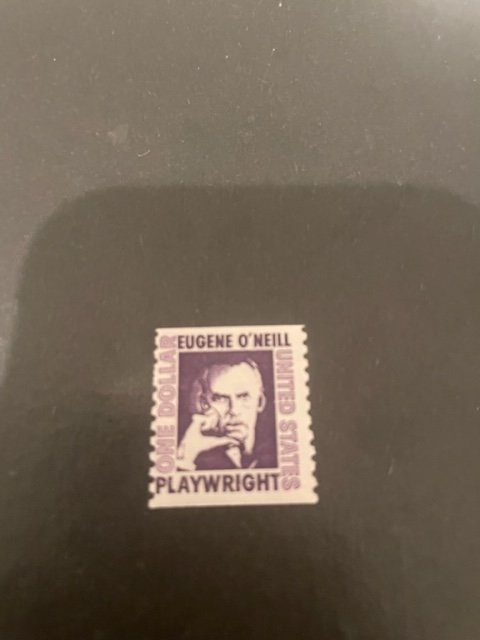 EUGENE O'NEILL
ONE DOLLAR
UNITED STATES
PLAYWRIGHT